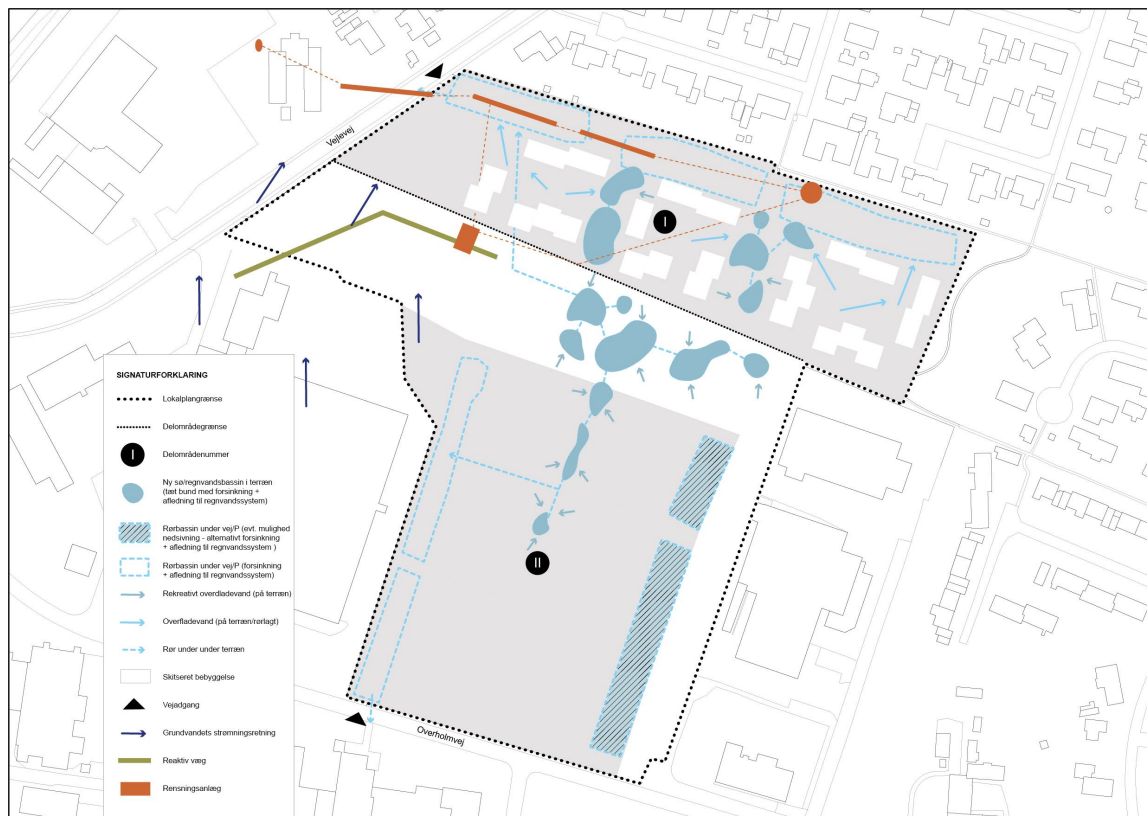 Vejlevej
I
II
Overholmvej
SIGNATURFORKLARING
Lokalplangrænse
Delområdegrænse
I
Delområdenummer
Ny sø/regnvandsbassin i terræn
(tæt bund med forsinkning +
afledning til regnvandssystem)
Rørbassin under vej/P (evt. mulighed
nedsivning - alternativt forsinkning
+ afledning til regnvandssystem )
Rørbassin under vej/P (forsinkning
+ afledning til regnvandssystem)
Rekreativt overdladevand (på terræn)
Overfladevand (på terræn/rørlagt)
Rør under under terræn
Skitseret bebyggelse
Vejadgang
Grundvandets strømningsretning
Reaktiv væg
Rensningsanlæg